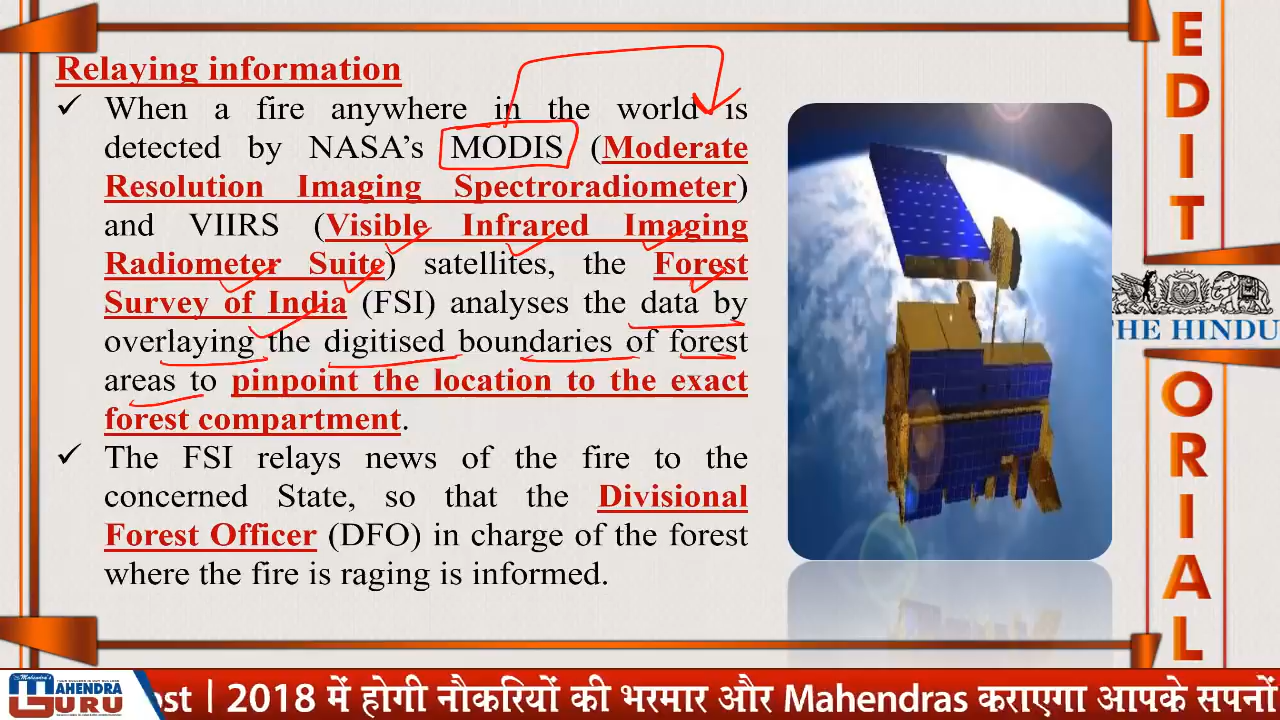 Relaying information
✓ When a fire anywhere in the world is
detected by NASA's MODIS (Moderate
Resolution Imaging Spectroradiometer)
and VIIRS (Visible Infrared Imaging
Radiometer Suite) satellites, the Forest
Survey of India (FSI) analyses the data by
overlaying the digitised boundaries of forest
areas to pinpoint the location to the exact
forest compartment.
✓ The FSI relays news of the fire to the
concerned State, so that the Divisional
Forest Officer (DFO) in charge of the forest
where the fire is raging is informed.
EDITORIAL
THE HINDU
Mahendra's
MAHENDRA
GURU
ost | 2018 में होगी नौकरियों की भरमार और Mahendras कराएगा आपके सपनों